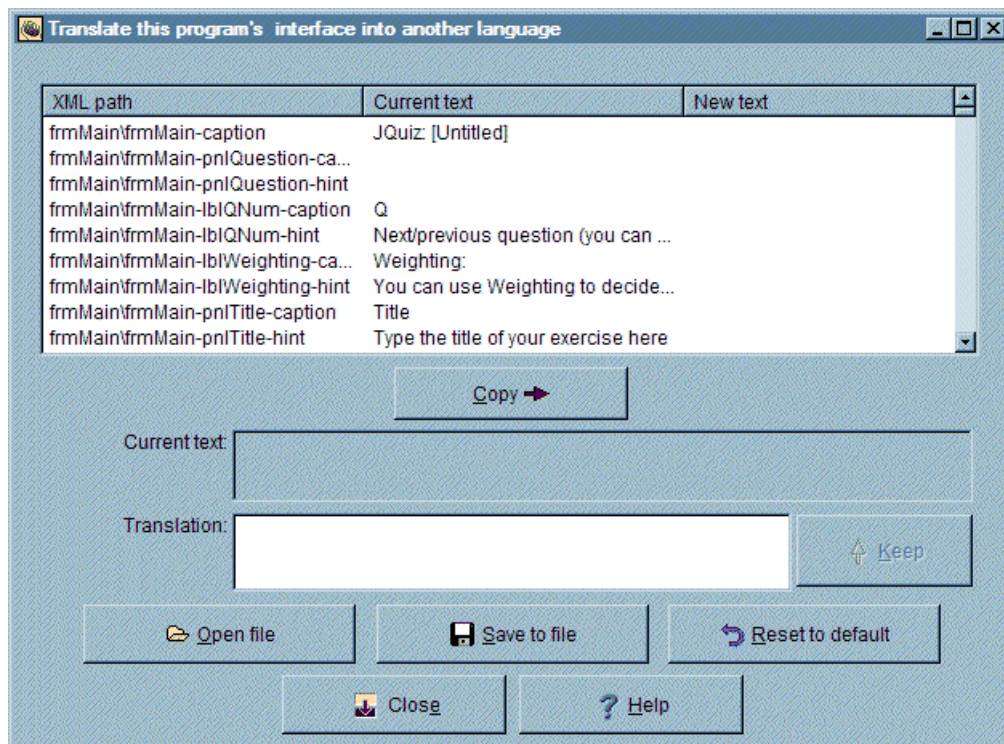 Translate this program's  interface into another language
XML path Current text New text
frmMain\frmMain-caption JQuiz: [Untitled]
frmMain\frmMain-pnlQuestion-ca...
frmMain\frmMain-pnlQuestion-hint
frmMain\frmMain-lblQNum-caption Q
frmMain\frmMain-lblQNum-hint Next/previous question (you can ...
frmMain\frmMain-lblWeighting-ca... Weighting:
frmMain\frmMain-lblWeighting-hint You can use Weighting to decide...
frmMain\frmMain-pnlTitle-caption Title
frmMain\frmMain-pnlTitle-hint Type the title of your exercise here
Copy
Current text:
Translation:
Keep
Open file Save to file Reset to default
Close Help